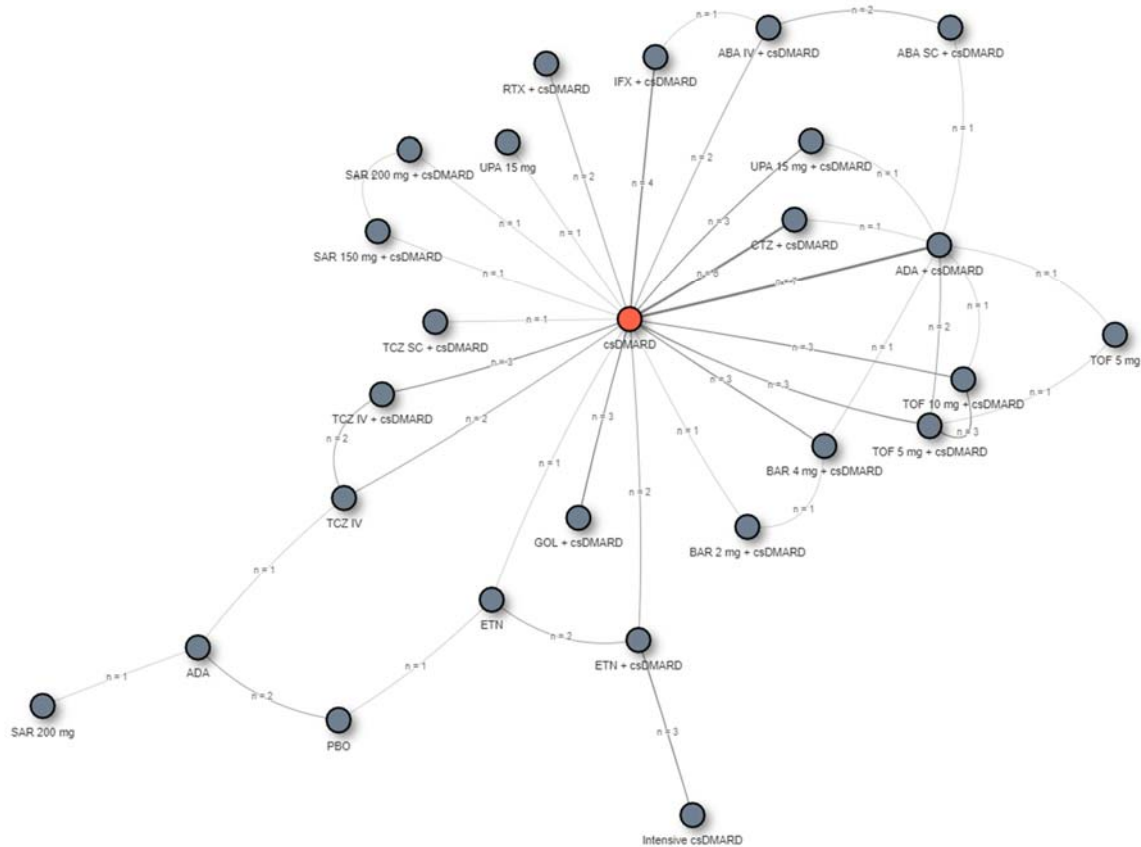 n = 1
n = 2
ABA IV + csDMARD
ABA SC + csDMARD
IFX + csDMARD
RTX + csDMARD
n = 1
UPA 15 mg
UPA 15 mg + csDMARD
n = 1
SAR 200 mg + csDMARD
n = 2
n = 4
n = 2
n = 1
n = 3
n = 1
n = 1
CTZ + csDMARD
SAR 150 mg + csDMARD
n = 1
ADA + csDMARD
n = 1
n = 1
n = 1
n = 2
TCZ SC + csDMARD
n = 1
csDMARD
n = 1
n = 3
TOF 5 mg
n = 3
n = 3
n = 3
n = 1
TOF 10 mg + csDMARD
TCZ IV + csDMARD
n = 2
n = 3
n = 1
n = 3
n = 2
TOF 5 mg + csDMARD
n = 1
BAR 4 mg + csDMARD
n = 2
n = 1
TCZ IV
GOL + csDMARD
BAR 2 mg + csDMARD
n = 1
ETN
n = 2
ETN + csDMARD
n = 1
ADA
n = 1
n = 2
SAR 200 mg
PBO
n = 3
Intensive csDMARD